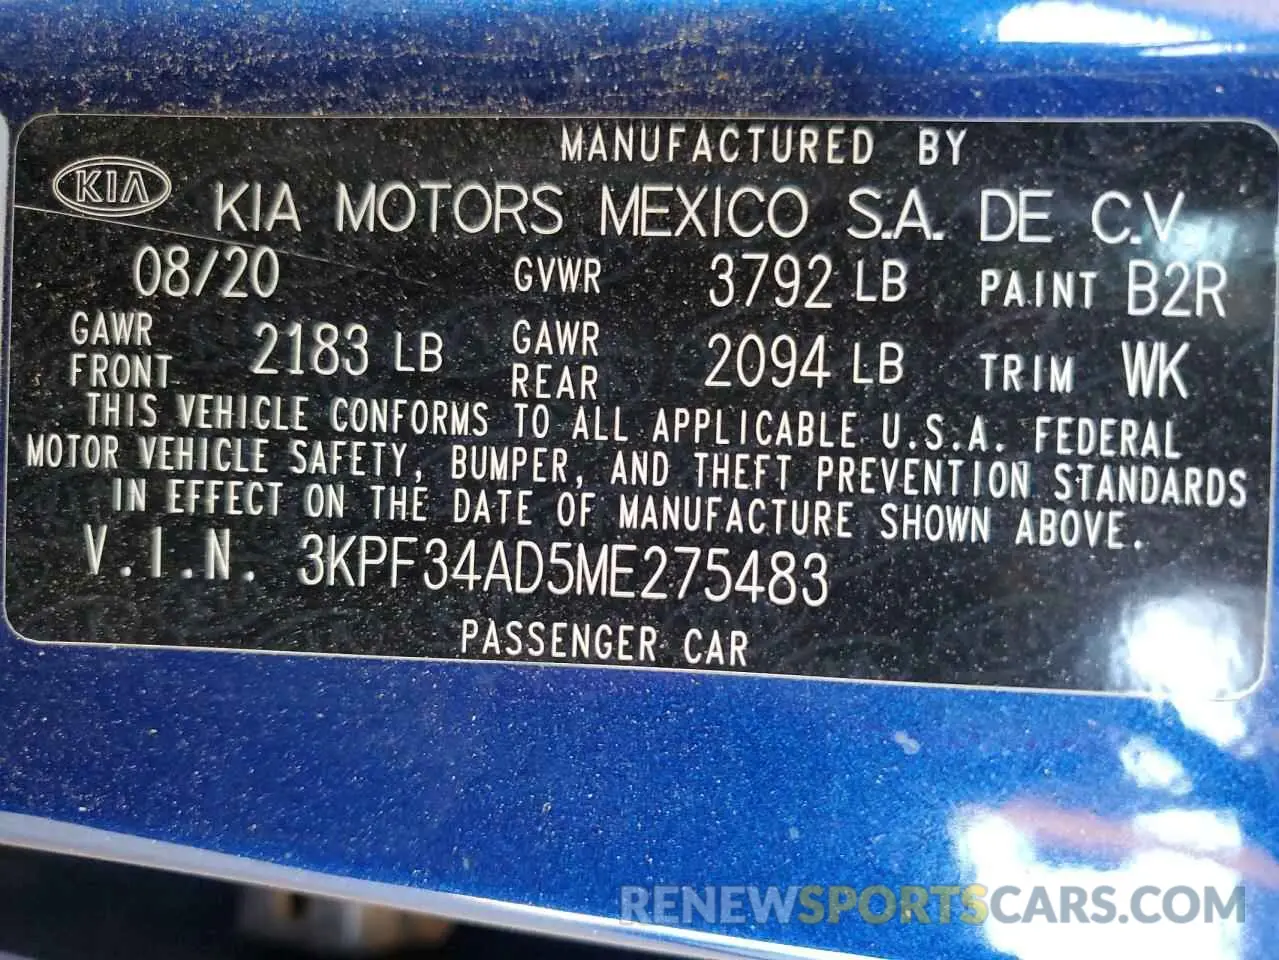 MANUFACTURED BY
KIA KIA MOTORS MEXICO S.A. DE C.V.
08/20 GVWR 3792 LB PAINT B2R
GAWR FRONT 2183 LB GAWR REAR 2094 LB TRIM WK
THIS VEHICLE CONFORMS TO ALL APPLICABLE U.S.A. FEDERAL
MOTOR VEHICLE SAFETY, BUMPER, AND THEFT PREVENTION STANDARDS
IN EFFECT ON THE DATE OF MANUFACTURE SHOWN ABOVE.
V.I.N. 3KPF34AD5ME275483
PASSENGER CAR
RENEWSPORTSCARS.COM